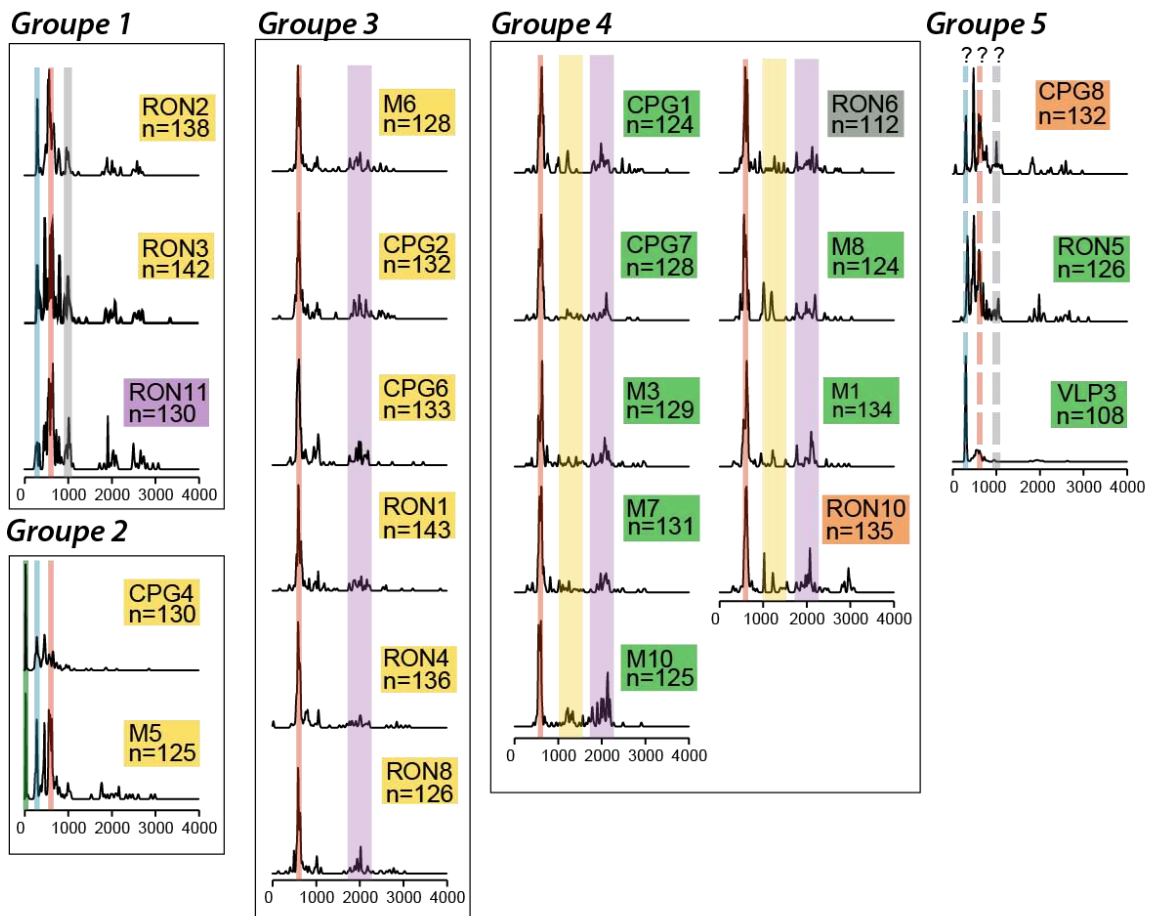 Groupe 1
RON2
n=138
RON3
n=142
RON11
n=130
0 1000 2000 3000 4000
Groupe 2
CPG4
n=130
M5
n=125
0 1000 2000 3000 4000
Groupe 3
M6
n=128
CPG2
n=132
CPG6
n=133
RON1
n=143
RON4
n=136
RON8
n=126
0 1000 2000 3000 4000
Groupe 4
CPG1
n=124
CPG7
n=128
M3
n=129
M7
n=131
M10
n=125
0 1000 2000 3000 4000
RON6
n=112
M8
n=124
M1
n=134
RON10
n=135
0 1000 2000 3000 4000
Groupe 5
? ? ?
CPG8
n=132
RON5
n=126
VLP3
n=108
0 1000 2000 3000 4000